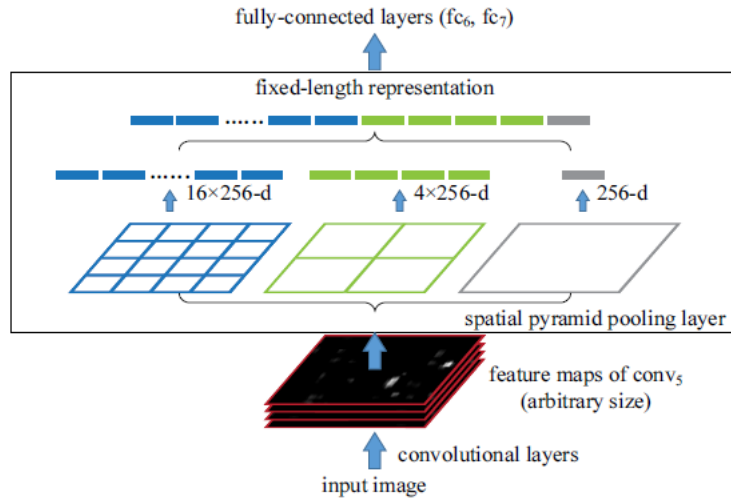 fully-connected layers (fc6, fc7)
fixed-length representation
16×256-d
4×256-d
256-d
spatial pyramid pooling layer
feature maps of conv5
(arbitrary size)
convolutional layers
input image